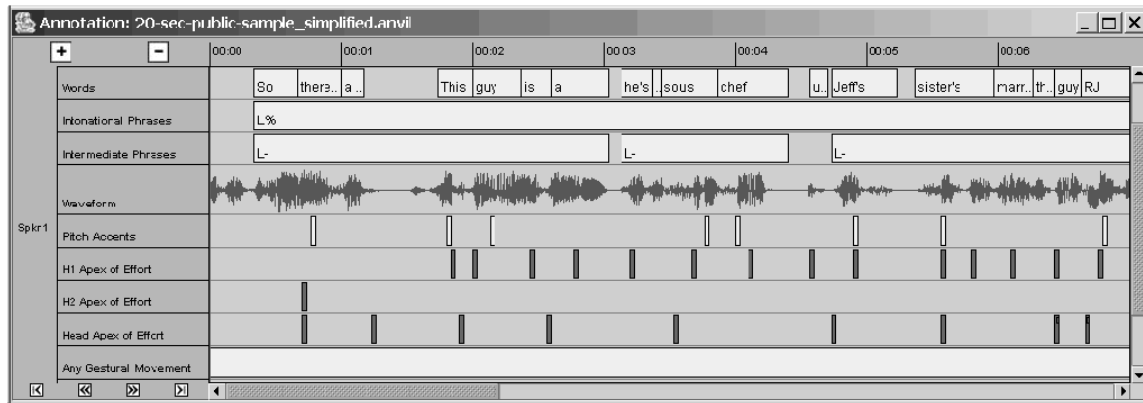 Annotation: 20-sec-public-sample_simplified.anvil
00:00 00:01 00:02 00:03 00:04 00:05 00:06
Words So there.. a .. This guy is a he's .. sous chef u.. Jeff's sister's marr.. th.. guy RJ
Intonational Phrases L%
Intermediate Phrases L- L- L-
Waveform
Spkr1
Pitch Accents
H1 Apex of Effort
H2 Apex of Effort
Head Apex of Effort
Any Gestural Movement